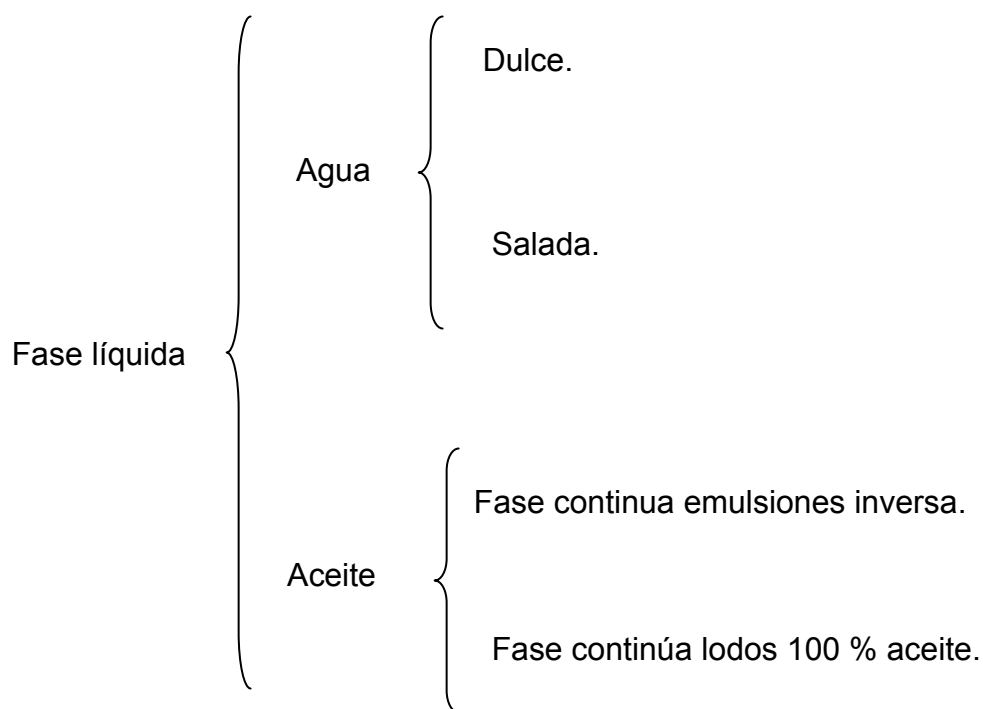 Dulce.
Agua
Salada.
Fase líquida
Fase continua emulsiones inversa.
Aceite
Fase continúa lodos 100 % aceite.